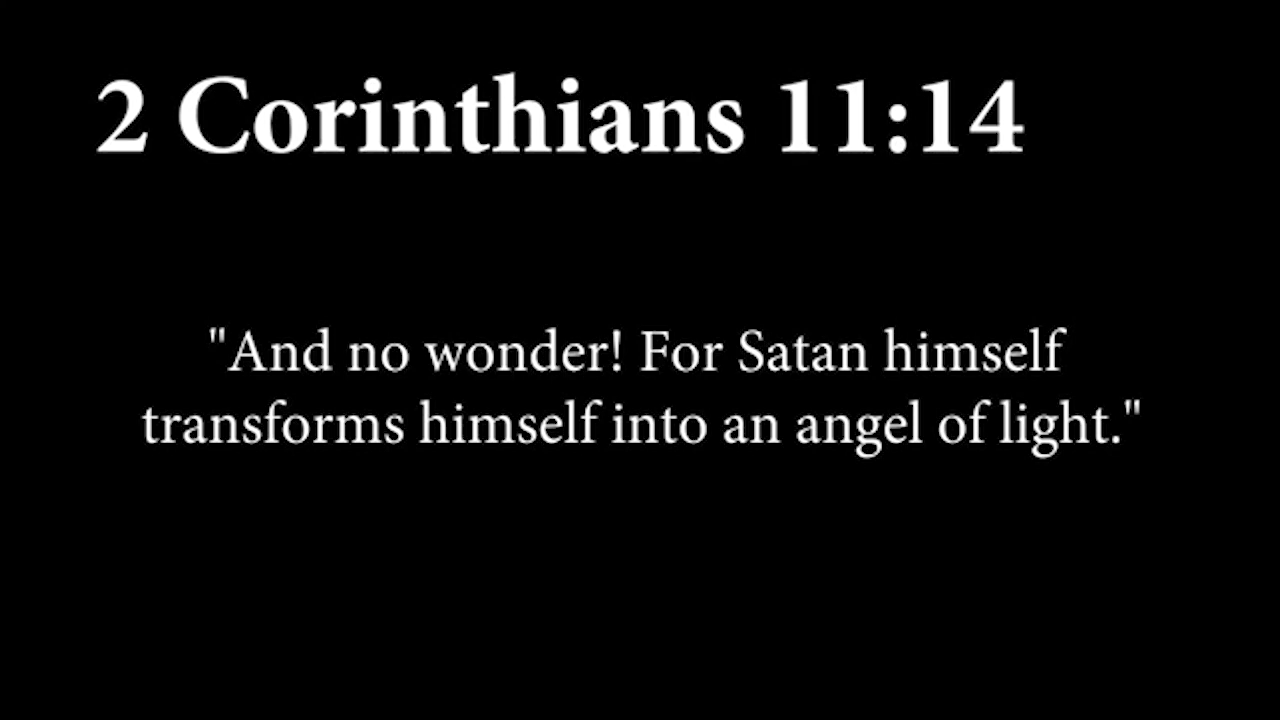 2 Corinthians 11:14
"And no wonder! For Satan himself
transforms himself into an angel of light."